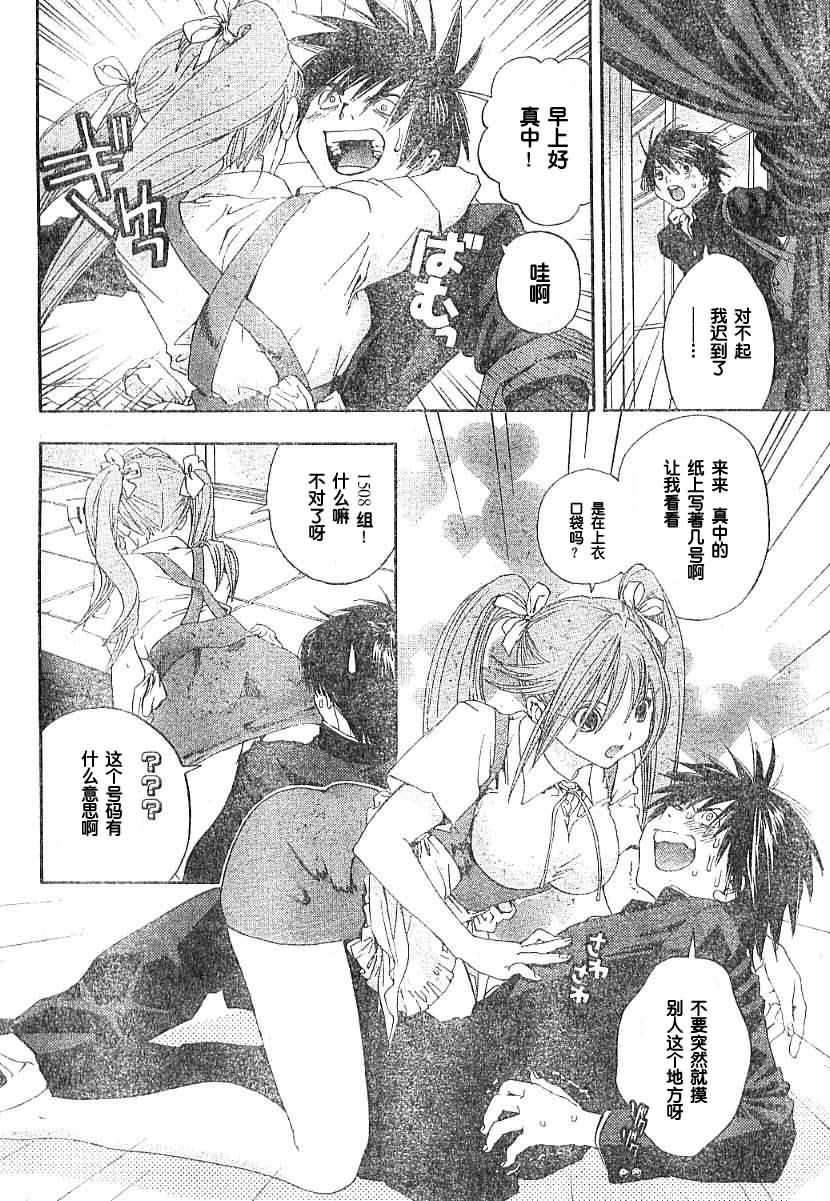 对不起
我迟到了
──…
早上好
真中！
哇啊
ぎゅっ
ばむっ
来来 真中的
纸上写著几号啊
让我看看
是在上衣
口袋吗？
さわ
さわ
不要突然就摸
别人这个地方呀
1508组！
什么嘛
不对了呀
？？？
这个号码有
什么意思啊